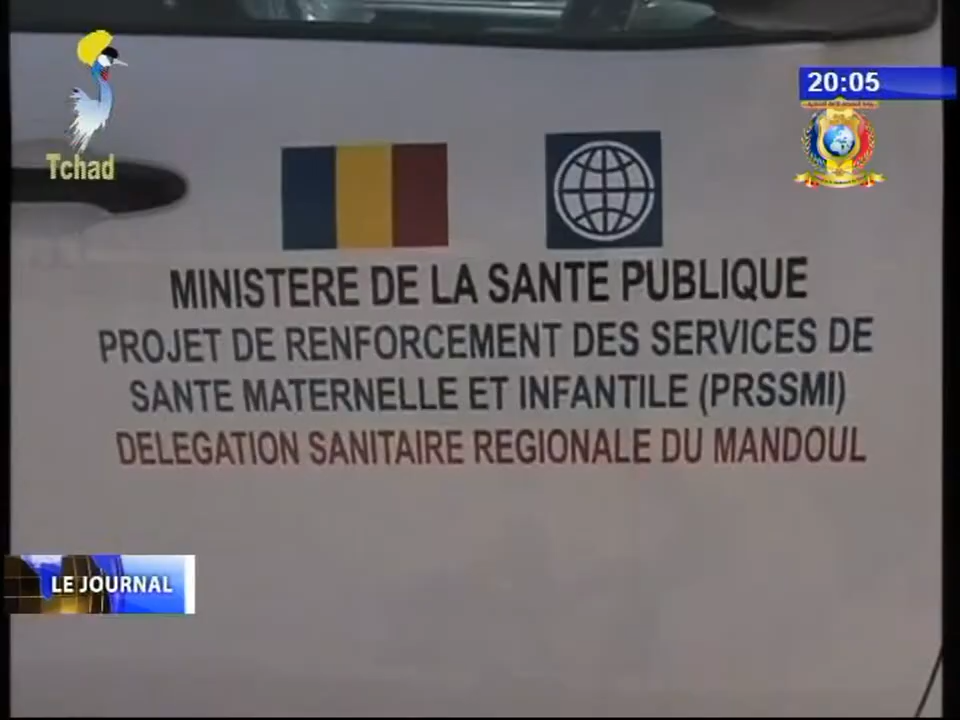 Tchad
20:05
MINISTERE DE LA SANTE PUBLIQUE
PROJET DE RENFORCEMENT DES SERVICES DE
SANTE MATERNELLE ET INFANTILE (PRSSMI)
DELEGATION SANITAIRE REGIONALE DU MANDOUL
LE JOURNAL